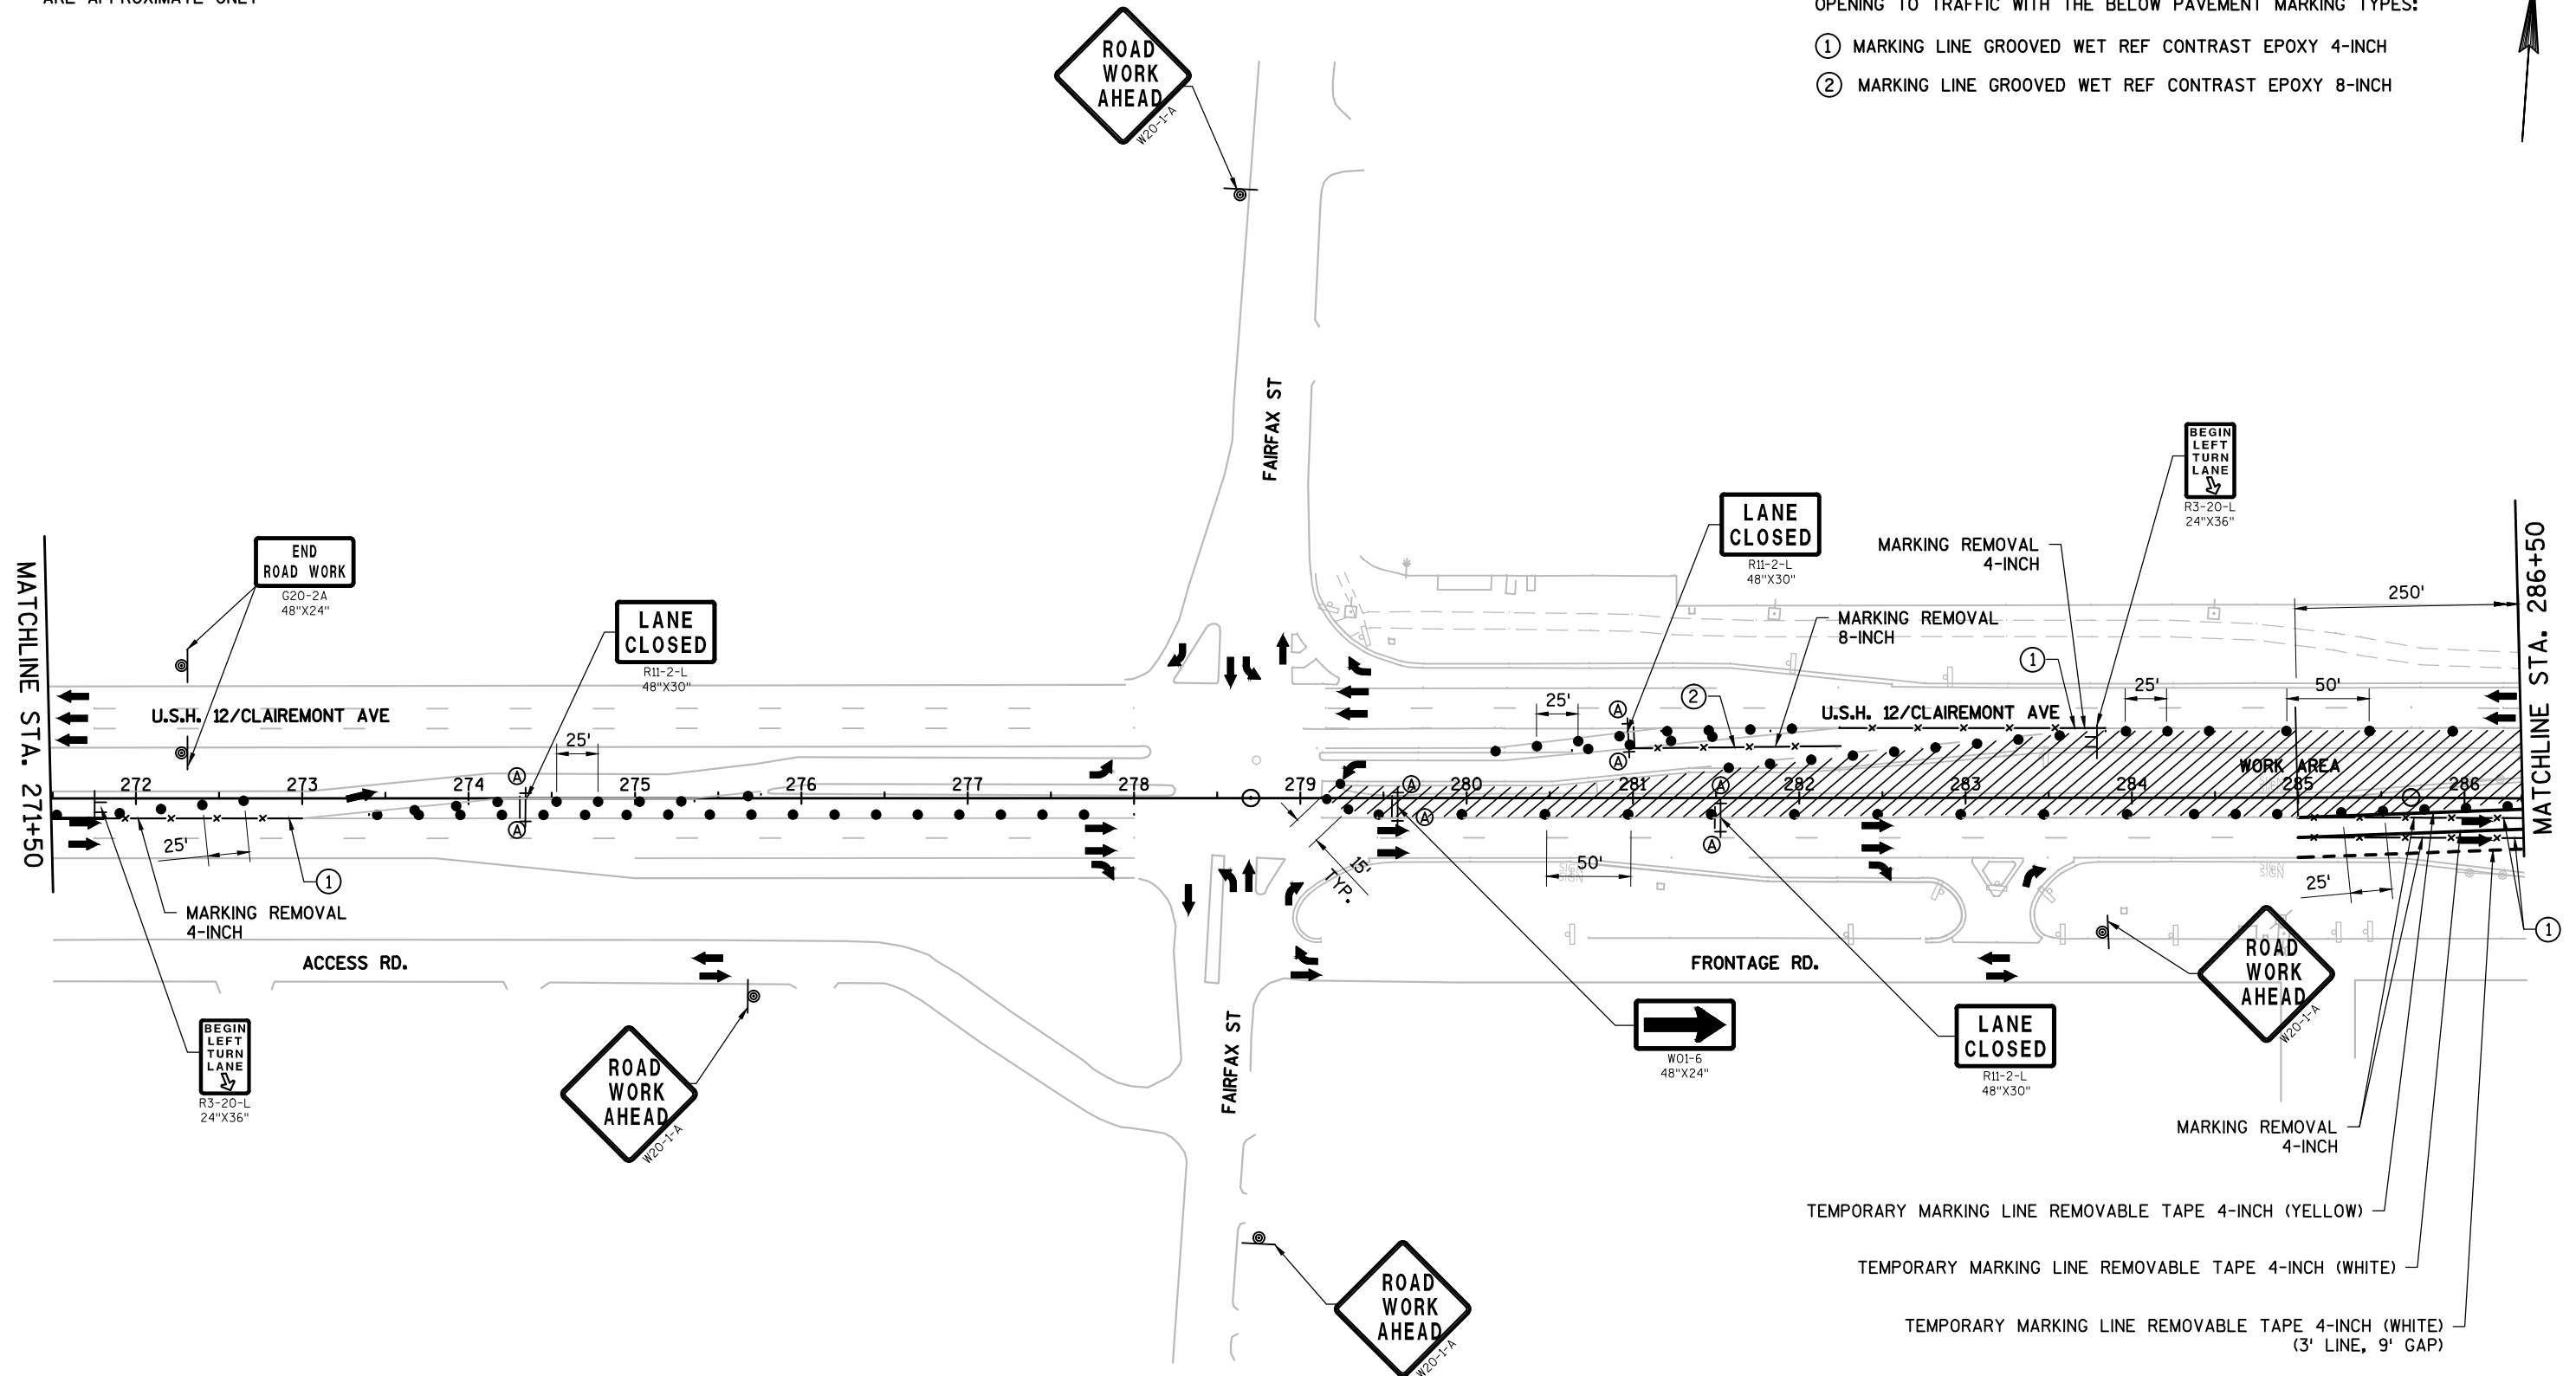 ARE APPROXIMATE ONLY
OPENING TO TRAFFIC WITH THE BELOW PAVEMENT MARKING TYPES:
1 MARKING LINE GROOVED WET REF CONTRAST EPOXY 4-INCH
2 MARKING LINE GROOVED WET REF CONTRAST EPOXY 8-INCH
ROAD
WORK
AHEAD
W20-1-A
FAIRFAX ST
BEGIN
LEFT
TURN
LANE
R3-20-L
24"X36"
LANE
CLOSED
R11-2-L
48"X30"
MARKING REMOVAL
4-INCH
MARKING REMOVAL
8-INCH
250'
MATCHLINE STA. 286+50
MATCHLINE STA. 271+50
END
ROAD WORK
G20-2A
48"X24"
LANE
CLOSED
R11-2-L
48"X30"
U.S.H. 12/CLAIREMONT AVE
U.S.H. 12/CLAIREMONT AVE
1
2
25'
25'
25'
50'
A
A
A
A
A
A
A
A
WORK AREA
272
273
274
275
276
277
278
279
280
281
282
283
284
285
286
25'
1
15'
TYP.
50'
SIGN
SIGN
SIGN
SIGN
25'
1
MARKING REMOVAL
4-INCH
ACCESS RD.
FRONTAGE RD.
ROAD
WORK
AHEAD
W20-1-A
BEGIN
LEFT
TURN
LANE
R3-20-L
24"X36"
ROAD
WORK
AHEAD
W20-1-A
FAIRFAX ST
WO1-6
48"X24"
LANE
CLOSED
R11-2-L
48"X30"
MARKING REMOVAL
4-INCH
TEMPORARY MARKING LINE REMOVABLE TAPE 4-INCH (YELLOW)
TEMPORARY MARKING LINE REMOVABLE TAPE 4-INCH (WHITE)
TEMPORARY MARKING LINE REMOVABLE TAPE 4-INCH (WHITE)
(3' LINE, 9' GAP)
ROAD
WORK
AHEAD
W20-1-A